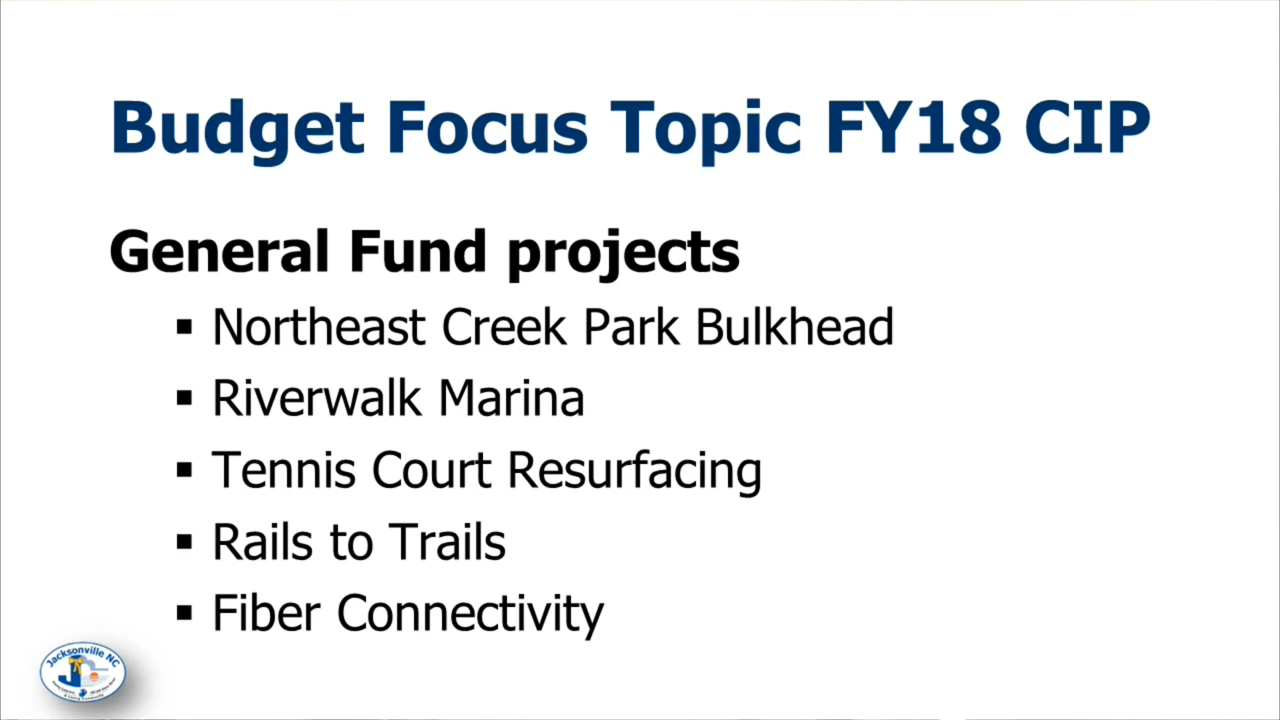 Budget Focus Topic FY18 CIP
General Fund projects
▪ Northeast Creek Park Bulkhead
▪ Riverwalk Marina
▪ Tennis Court Resurfacing
▪ Rails to Trails
▪ Fiber Connectivity
Jacksonville NC